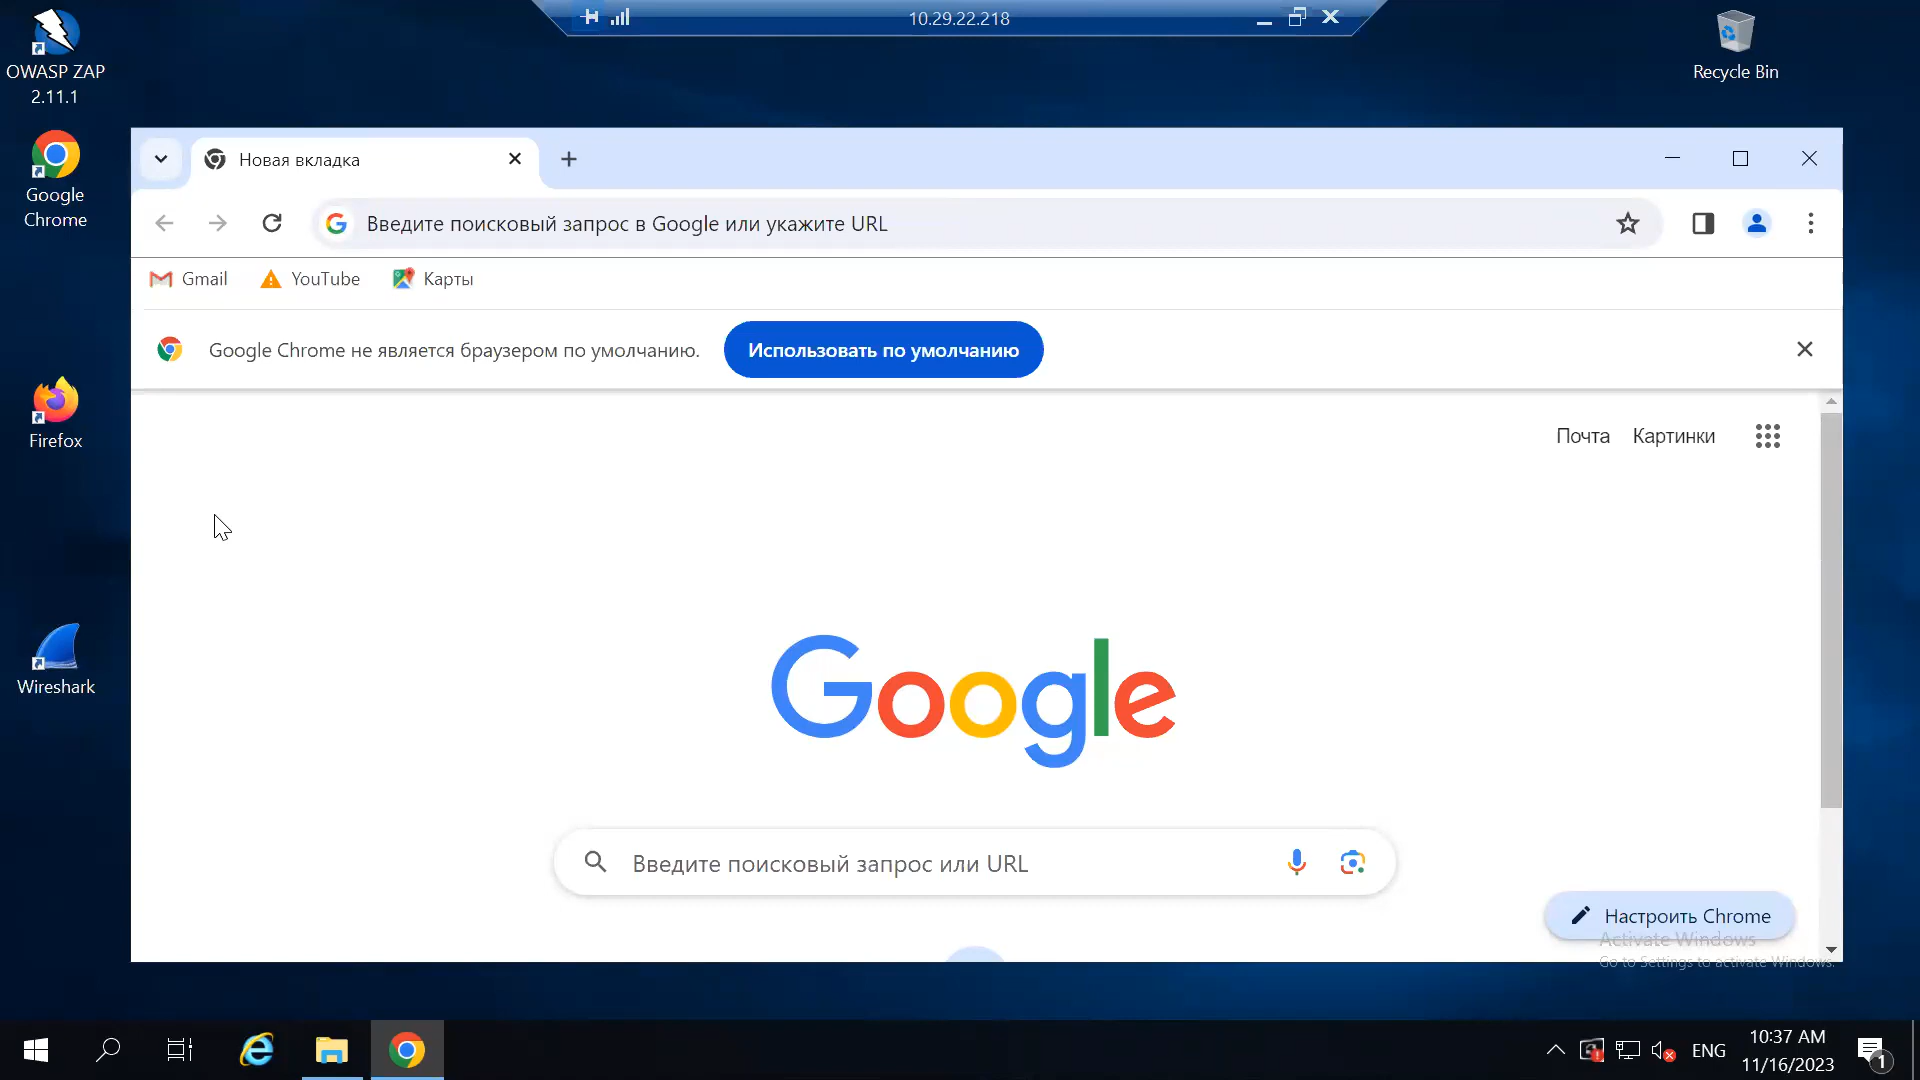 10.29.22.218
OWASP ZAP
2.11.1
Recycle Bin
Новая вкладка
Google
Chrome
Введите поисковый запрос в Google или укажите URL
Gmail
YouTube
Карты
Google Chrome не является браузером по умолчанию.
Использовать по умолчанию
Почта
Картинки
Firefox
Wireshark
Google
Введите поисковый запрос или URL
Настроить Chrome
Activate Windows
Go to Settings to activate Windows.
ENG
10:37 AM
11/16/2023
1